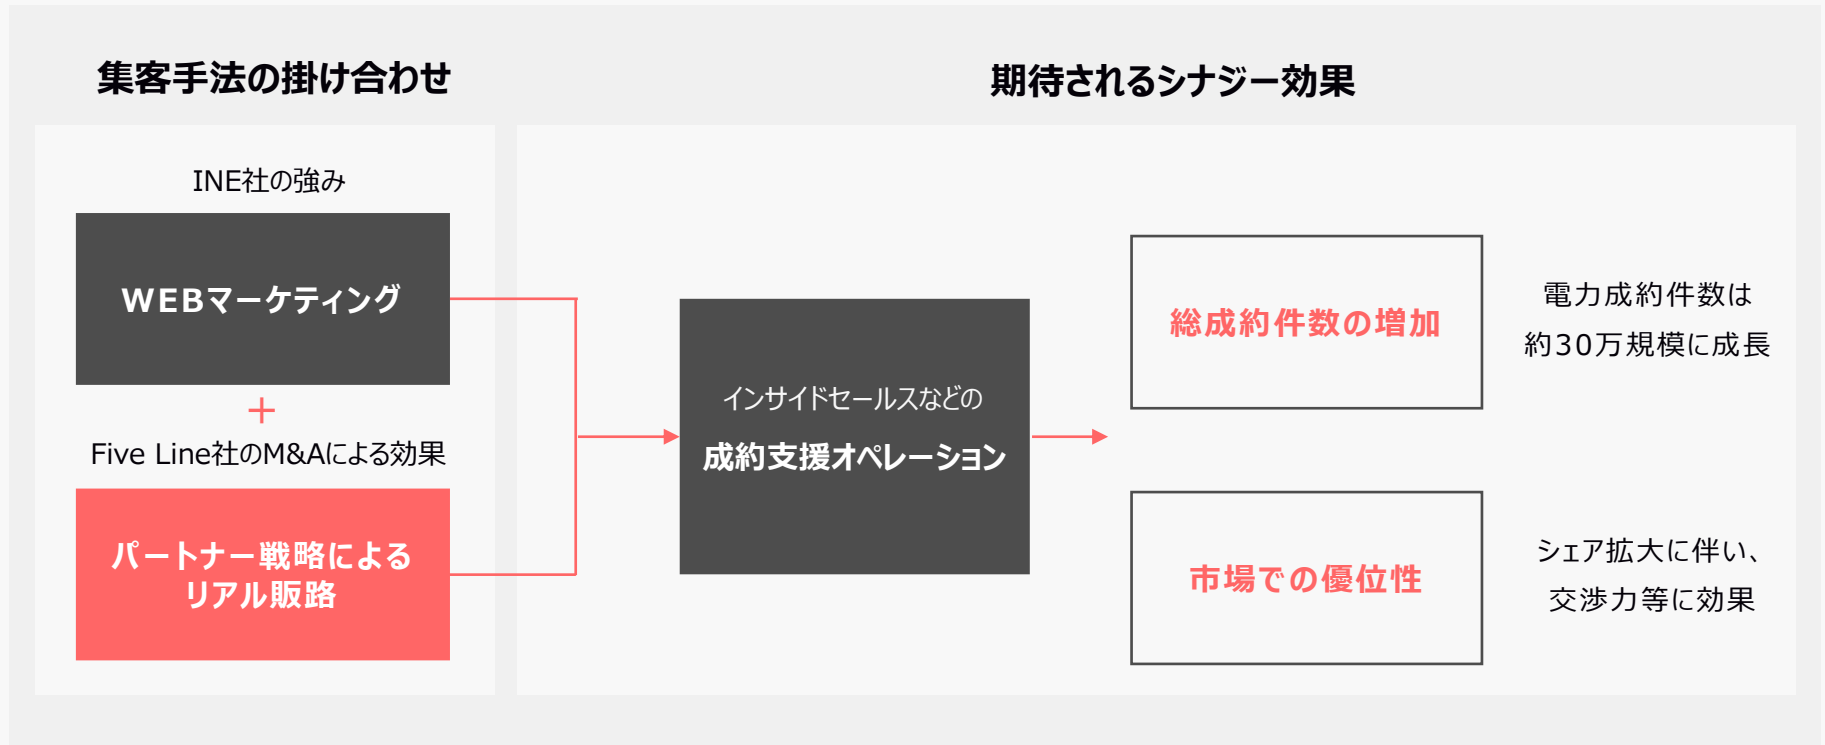 集客手法の掛け合わせ
期待されるシナジー効果
INE社の強み
WEBマーケティング
+
Five Line社のM&Aによる効果
パートナー戦略による
リアル販路
インサイドセールスなどの
成約支援オペレーション
総成約件数の増加
電力成約件数は
約30万規模に成長
市場での優位性
シェア拡大に伴い、
交渉力等に効果